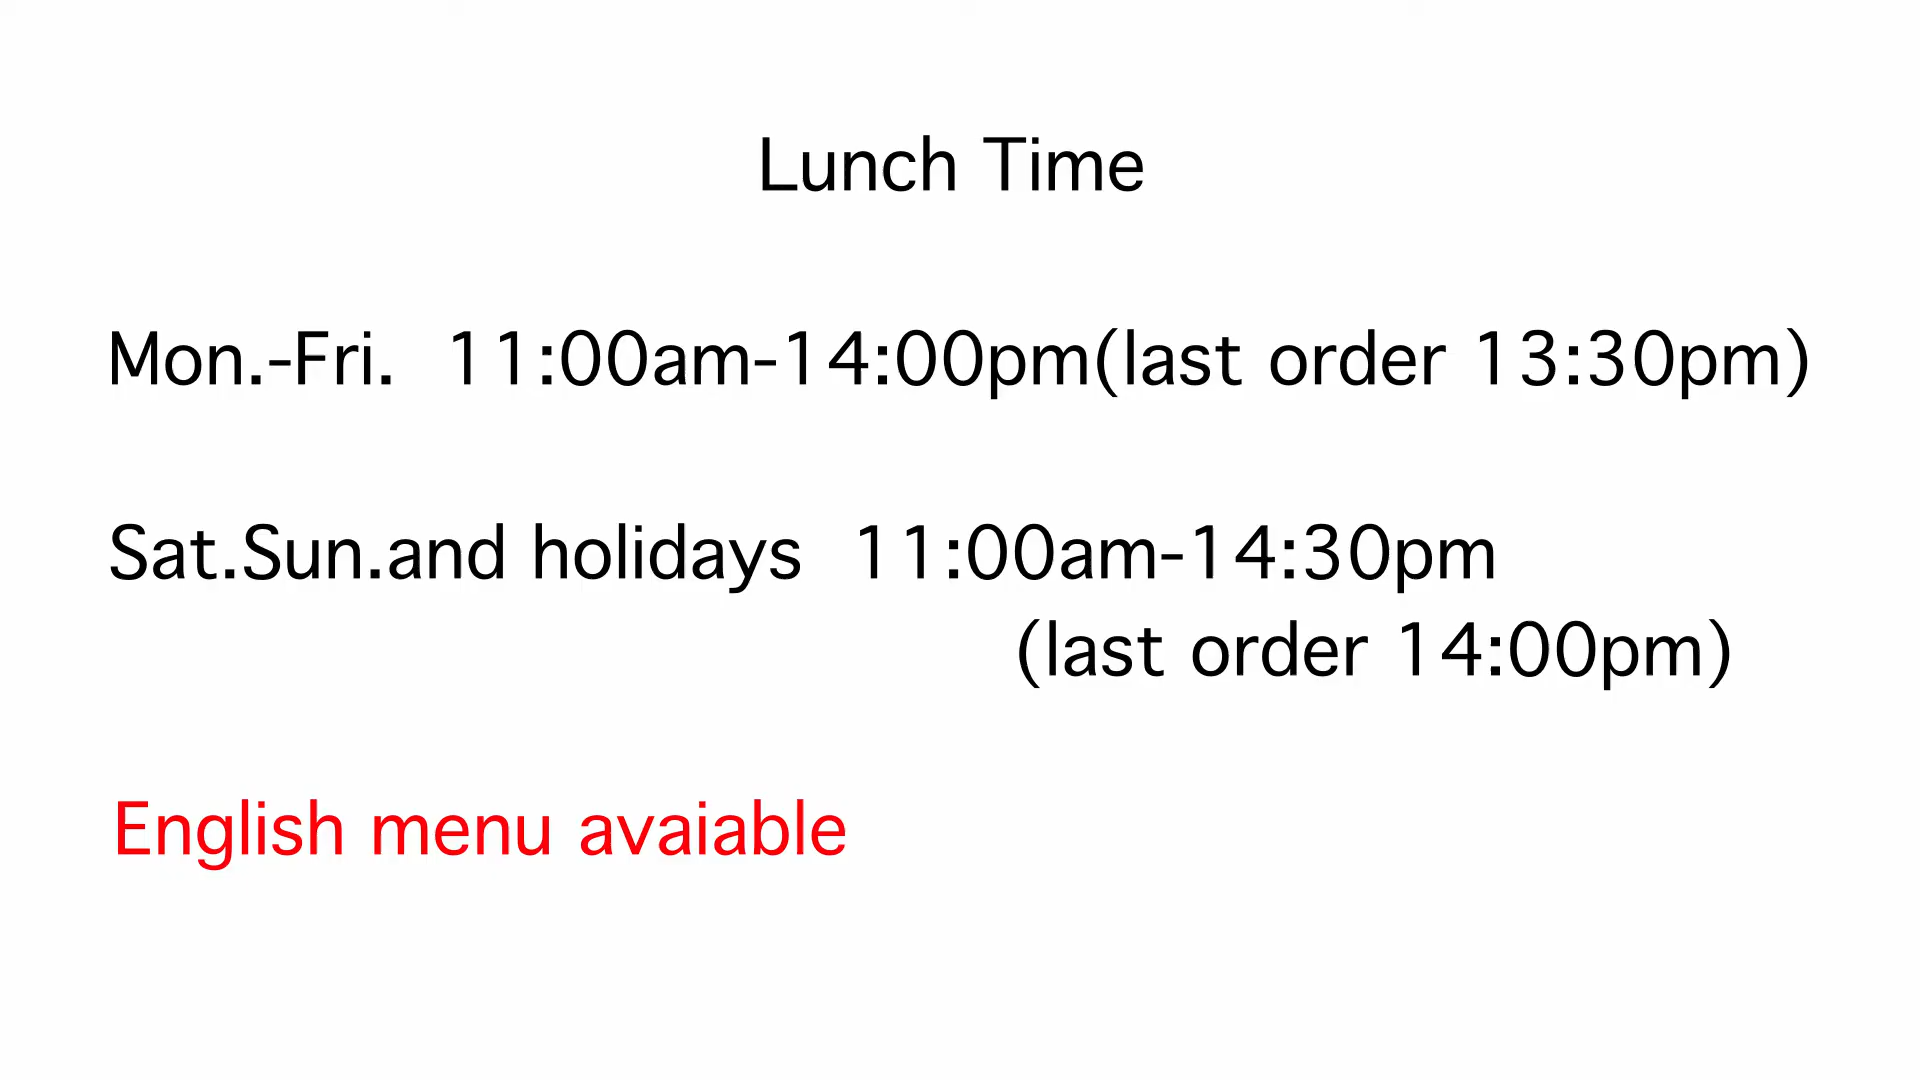 Lunch Time
Mon.-Fri.  11:00am-14:00pm(last order 13:30pm)
Sat.Sun.and holidays  11:00am-14:30pm
(last order 14:00pm)
English menu avaiable